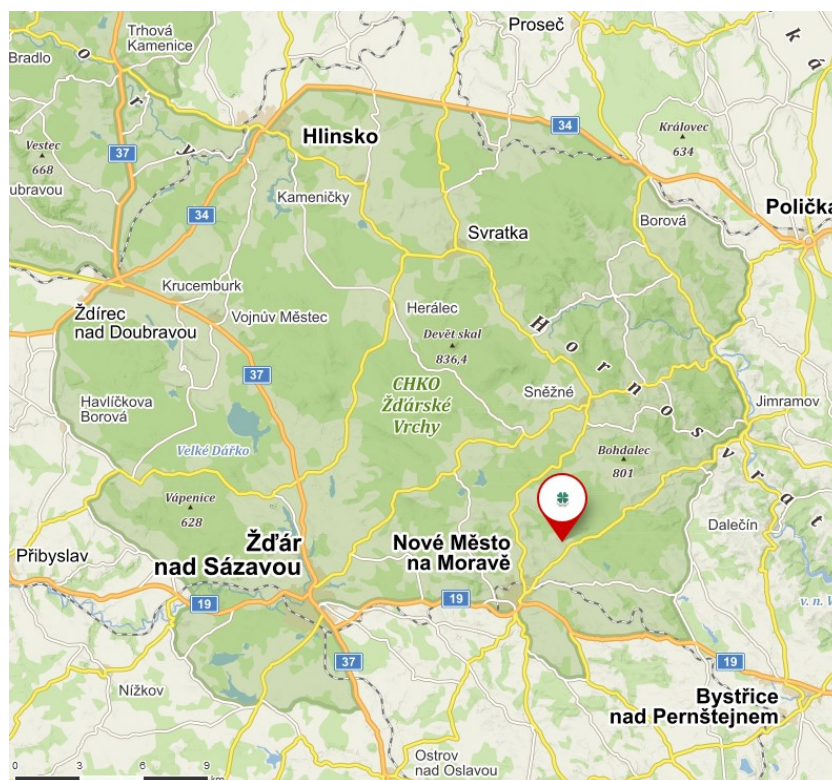 Proseč
Trhová
Kamenice
Bradlo
o
r
y
k
á
34
Královec
634
Vestec
668
37
Hlinsko
oubravou
Kameničky
34
Borová
Polička
Svratka
Krucemburk
Ždírec
nad Doubravou
Vojnův Městec
Herálec
Devět skal
836,4
Hornosvrat
37
CHKO
Žďárské
Vrchy
Sněžné
Havlíčkova
Borová
Jimramov
Velké Dářko
Bohdalec
801
Vápenice
628
Dalečín
Přibyslav
Žďár
nad Sázavou
Nové Město
na Moravě
v. n. V
19
19
37
19
Nížkov
Bystřice
nad Pernštejnem
Ostrov
nad Oslavou
0 3 6 9
km